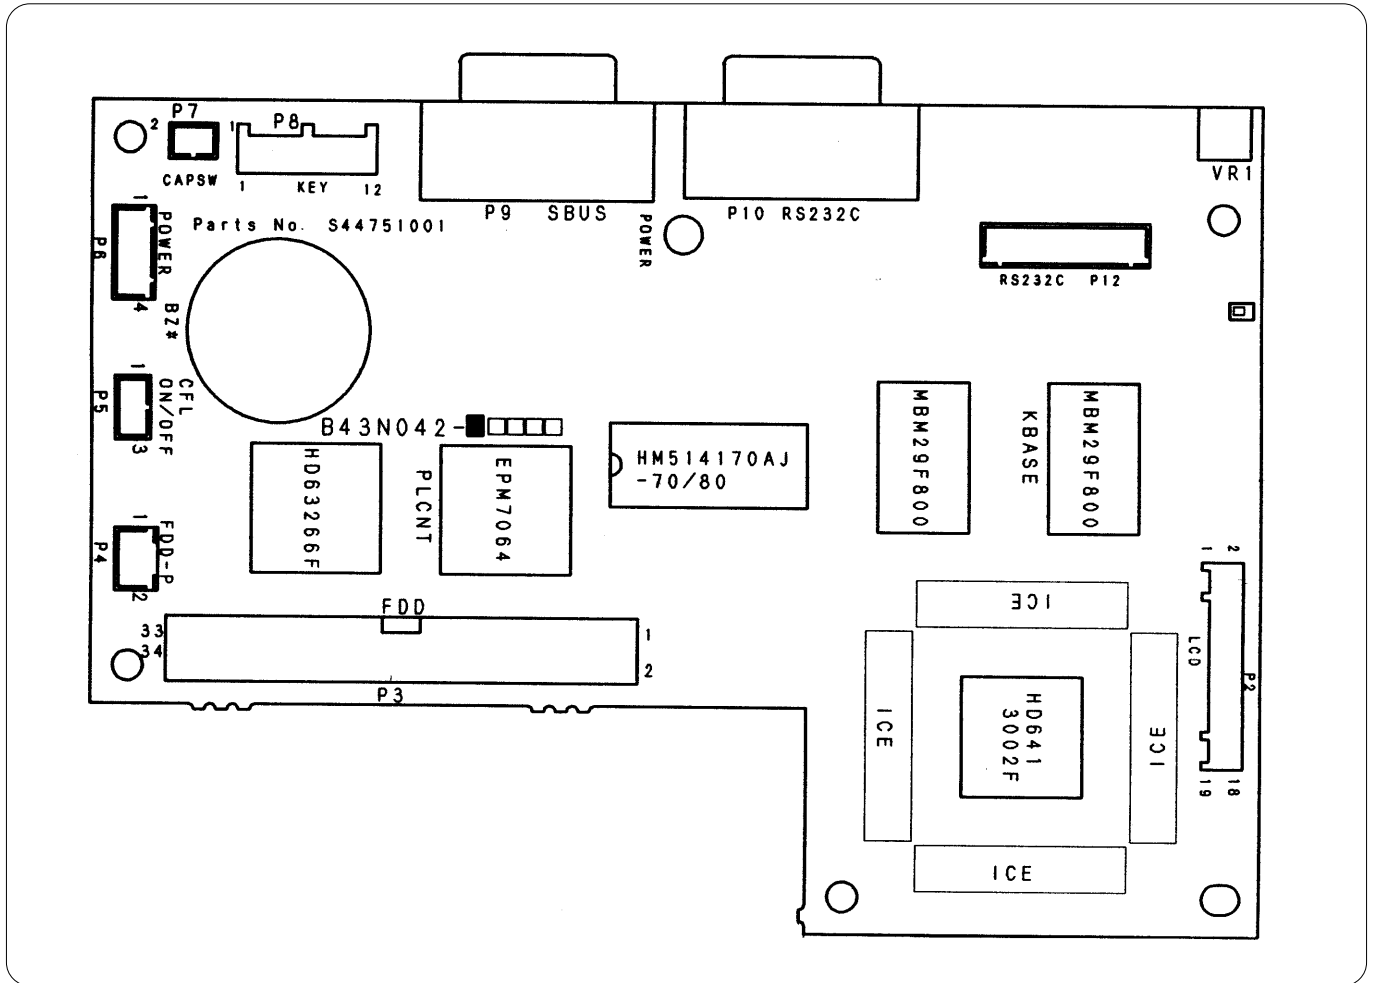 P7
2
1
P8
CAPSW
1 KEY 12
P9 SBUS
P10 RS232C
VR1
Parts No. S44751001
POWER
1
POWER
P6
4
BZ#
RS232C P12
1
CFL
ON/OFF
P5
3
B43N042-
HD63266F
PLCNT
EPM7064
HM514170AJ
-70/80
MBM29F800
KBASE
MBM29F800
1
FDD-P
P4
2
FDD
33
34
1
2
P3
1 2
LCD
P2
19 18
ICE
ICE
HD641
3002F
ICE
ICE